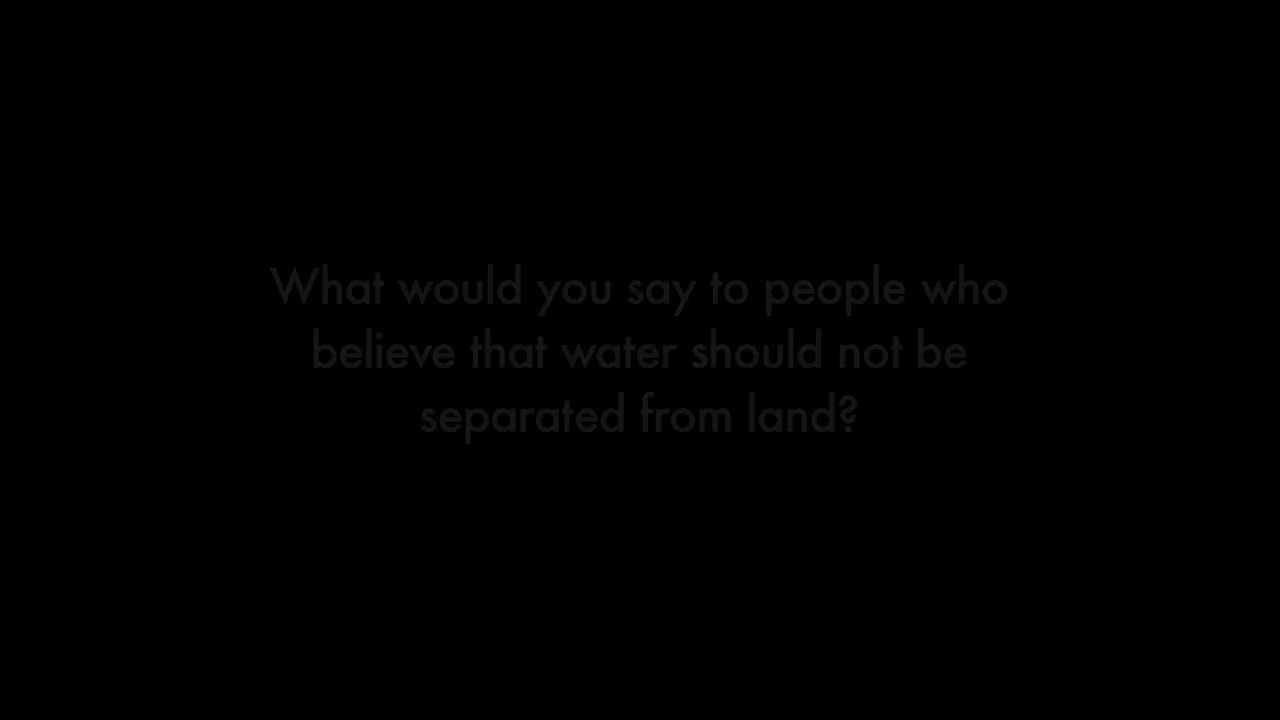 What would you say to people who
believe that water should not be
separated from land?